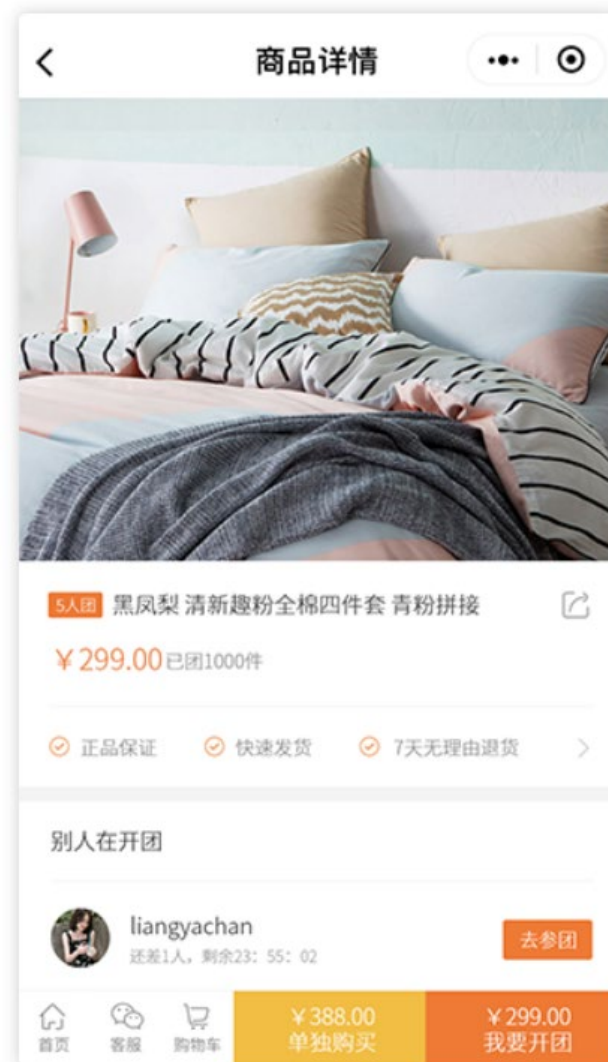 商品详情
5人团 黑凤梨 清新趣粉全棉四件套 青粉拼接
￥299.00已团1000件
正品保证 快速发货 7天无理由退货
别人在开团
liangyachan
去参团
还差1人，剩余23：55：02
￥388.00 ￥299.00
首页 客服 购物车 单独购买 我要开团